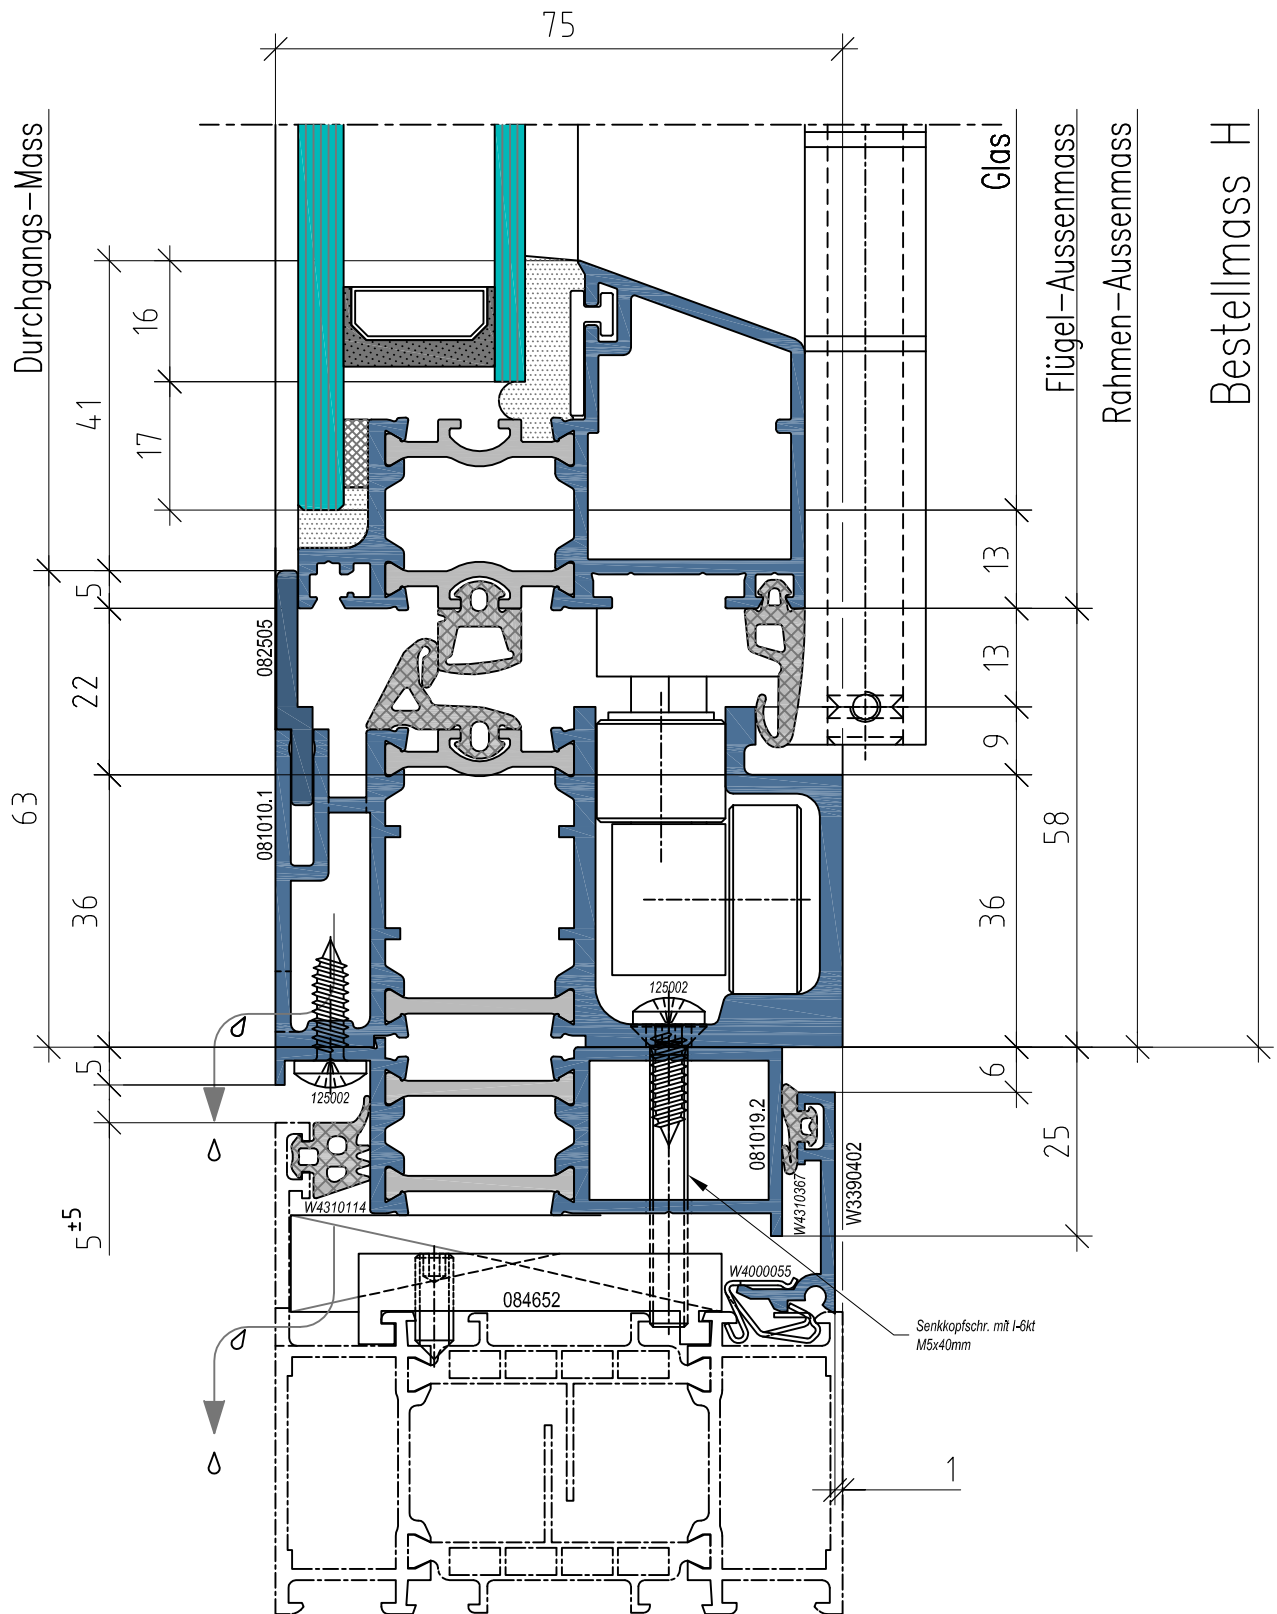 75
Durchgangs-Mass
Glas
Flügel-Aussenmass
Rahmen-Aussenmass
Bestellmass H
16
41
17
5
13
082505
22
13
9
63
081010.1
58
36
36
125002
5
125002
6
081019.2
25
W4310114
W4310367
W3390402
5±5
W4000055
084652
Senkkopfschr. mit I-6kt
M5x40mm
1